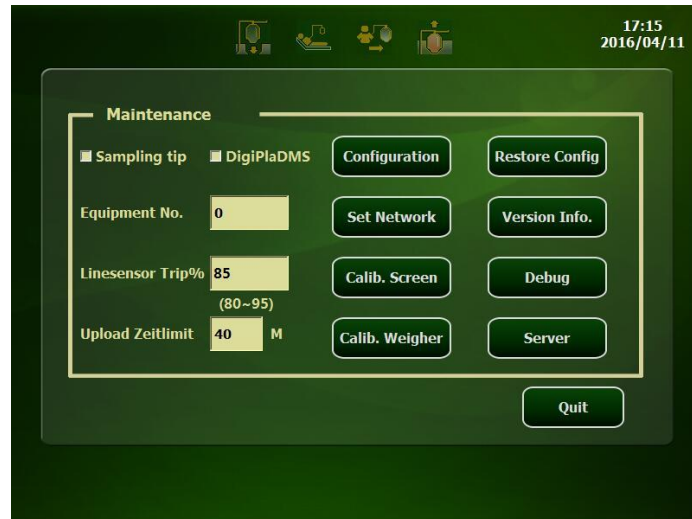 17:15
2016/04/11
Maintenance
Sampling tip DigiPlaDMS Configuration Restore Config
Equipment No. 0 Set Network Version Info.
Linesensor Trip% 85 Calib. Screen Debug
(80~95)
Upload Zeitlimit 40 M Calib. Weigher Server
Quit